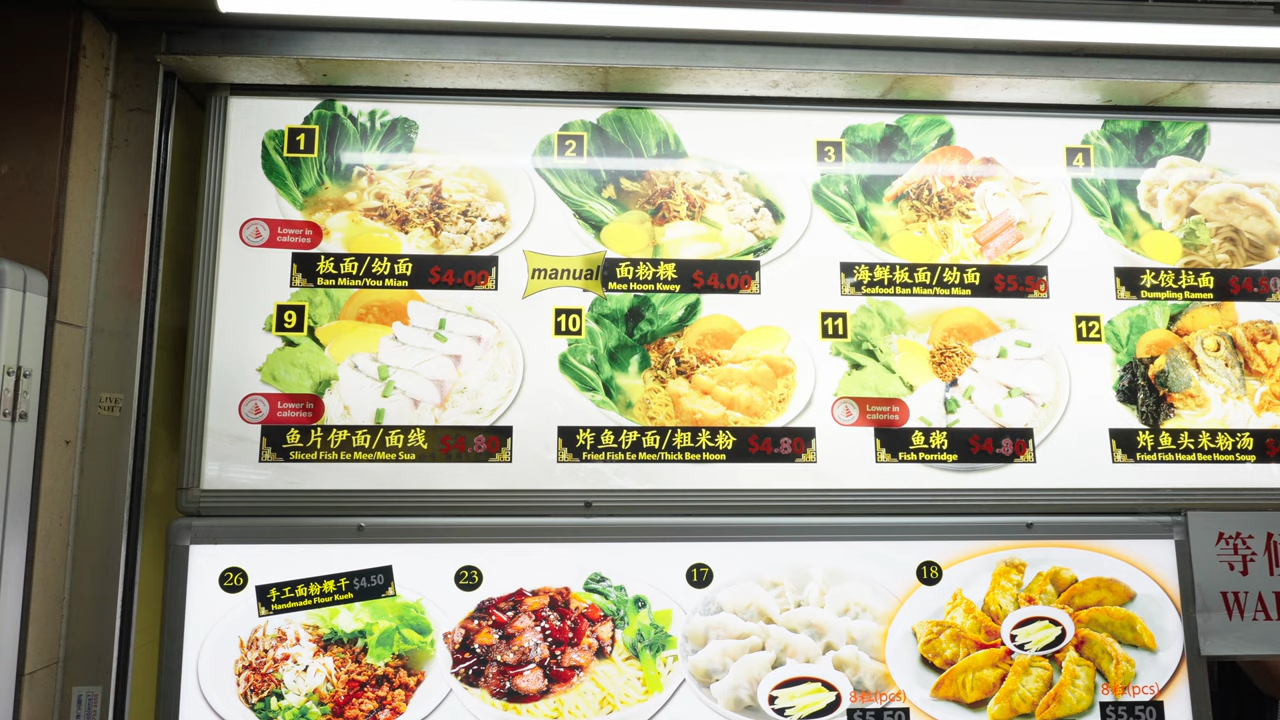 1
2
3
4
Lower in
calories
板面/幼面 $4.00
Ban Mian/You Mian
manual
面粉粿 $4.00
Mee Hoon Kwey
海鲜板面/幼面 $5.50
Seafood Ban Mian/You Mian
水饺拉面
Dumpling Ramen
9
10
11
12
Lower in
calories
Lower in
calories
鱼片伊面/面线 $4.80
Sliced Fish Ee Mee/Mee Sua
炸鱼伊面/粗米粉 $4.80
Fried Fish Ee Mee/Thick Bee Hoon
鱼粥 $4.80
Fish Porridge
炸鱼头米粉汤
Fried Fish Head Bee Hoon Soup
26
手工面粉粿干 $4.50
Handmade Flour Kueh
23
17
8粒(pcs)
$5.50
18
8粒(pcs)
$5.50
等